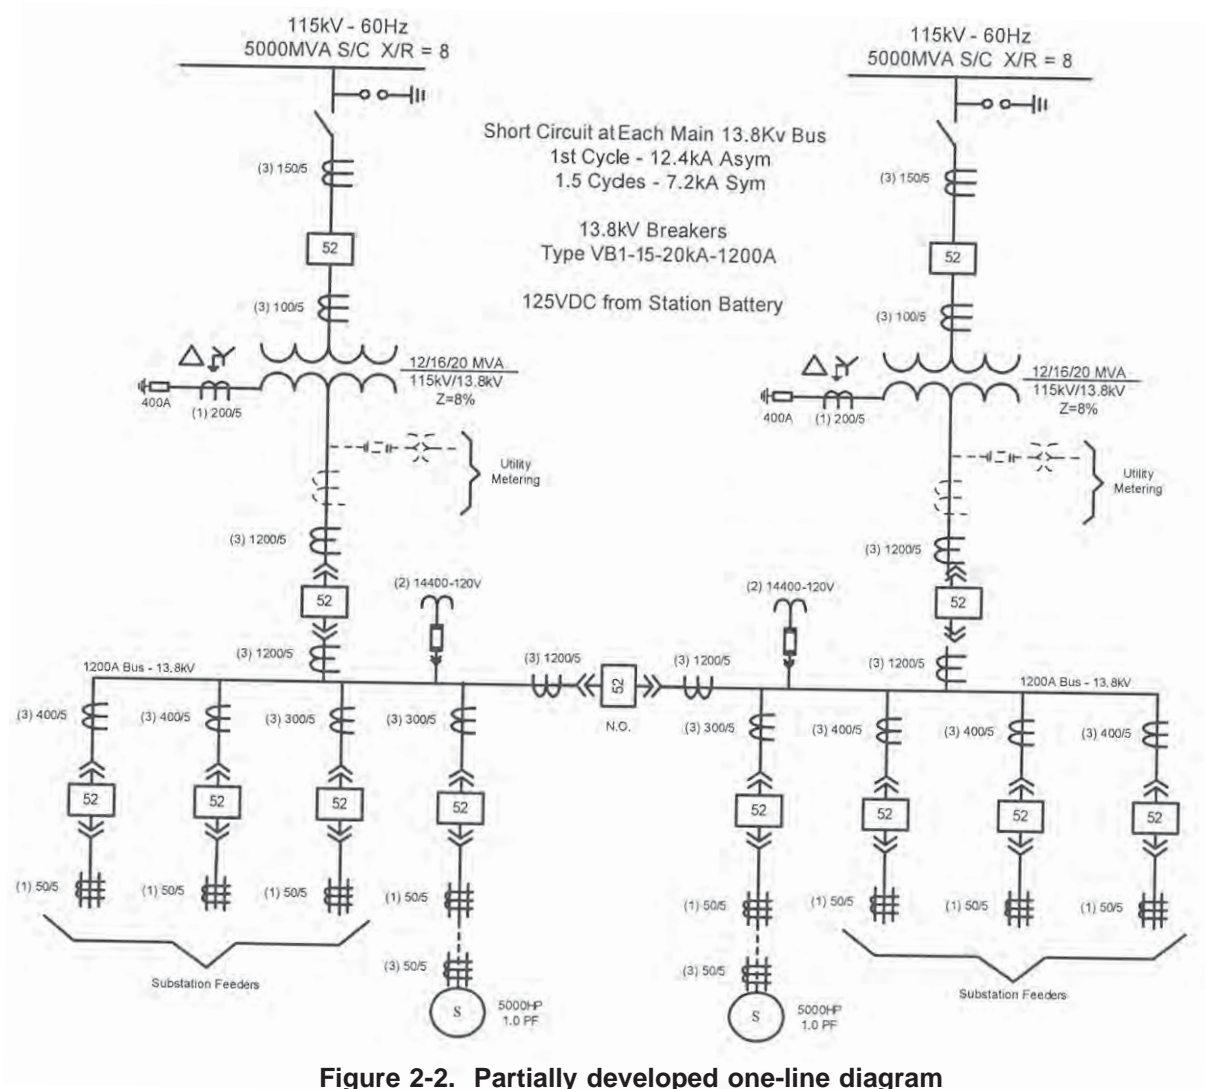 115kV - 60Hz
5000MVA S/C X/R = 8
115kV - 60Hz
5000MVA S/C X/R = 8
Short Circuit at Each Main 13.8Kv Bus
1st Cycle - 12.4kA Asym
1.5 Cycles - 7.2kA Sym
13.8kV Breakers
Type VB1-15-20kA-1200A
125VDC from Station Battery
(3) 150/5
52
(3) 100/5
12/16/20 MVA
115kV/13.8kV
Z=8%
400A
(1) 200/5
Utility
Metering
(3) 1200/5
52
(3) 1200/5
(2) 14400-120V
1200A Bus - 13.8kV
(3) 150/5
52
(3) 100/5
12/16/20 MVA
115kV/13.8kV
Z=8%
400A
(1) 200/5
Utility
Metering
(3) 1200/5
52
(3) 1200/5
(2) 14400-120V
1200A Bus - 13.8kV
(3) 1200/5
52
(3) 1200/5
N.O.
(3) 400/5
(3) 400/5
(3) 300/5
(3) 300/5
(3) 300/5
(3) 400/5
(3) 400/5
(3) 400/5
52
52
52
52
52
52
52
52
(1) 50/5
(1) 50/5
(1) 50/5
(1) 50/5
(1) 50/5
(1) 50/5
(1) 50/5
(1) 50/5
Substation Feeders
(3) 50/5
S
5000HP
1.0 PF
(3) 50/5
S
5000HP
1.0 PF
Substation Feeders
Figure 2-2. Partially developed one-line diagram